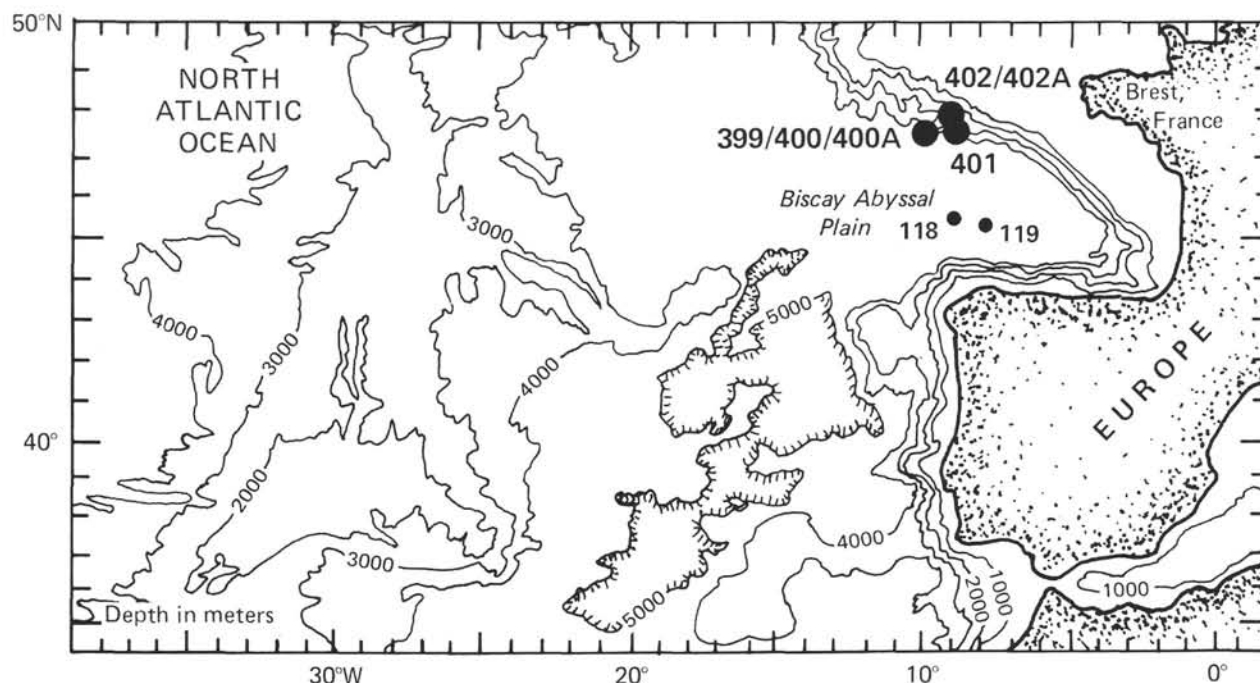 50°N
NORTH
ATLANTIC
OCEAN
402/402A
Brest,
France
399/400/400A
401
Biscay Abyssal
Plain
118
119
3000
4000
3000
5000
4000
EUROPE
40°
2000
3000
4000
5000
1000
2000
1000
Depth in meters
30°W
20°
10°
0°